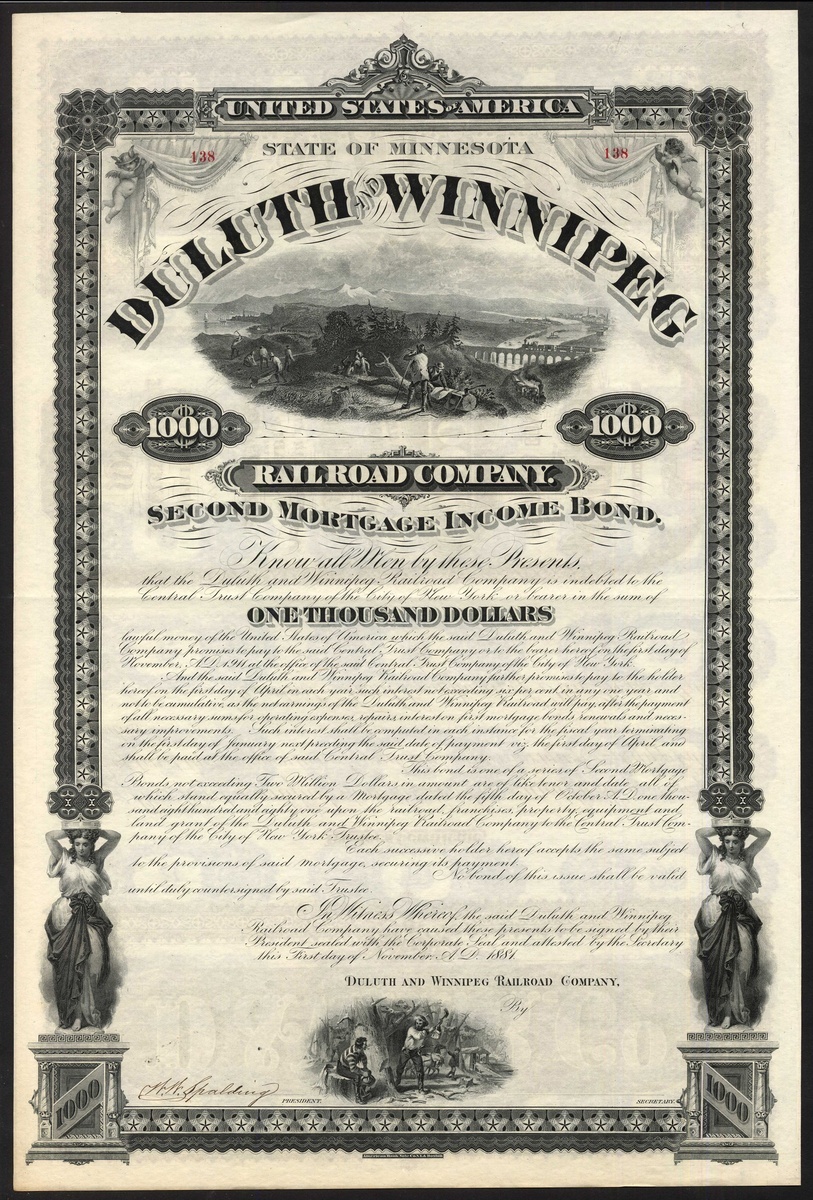 UNITED STATES OF AMERICA
138 STATE OF MINNESOTA 138
DULUTH AND WINNIPEG
$1000 $1000
RAILROAD COMPANY.
SECOND MORTGAGE INCOME BOND.
Know all Men by these Presents,
that the Duluth and Winnipeg Railroad Company is indebted to the
Central Trust Company of the City of New York or bearer in the sum of
ONE THOUSAND DOLLARS
lawful money of the United States of America which the said Duluth and Winnipeg Railroad
Company promises to pay to the said Central Trust Company or to the bearer hereof on the first day of
November, A.D. 1911 at the office of the said Central Trust Company of the City of New York.
And the said Duluth and Winnipeg Railroad Company further promises to pay to the holder
hereof on the first day of April in each year such interest not exceeding six per cent in any one year and
not to be cumulative, as the net earnings of the Duluth and Winnipeg Railroad will pay, after the payment
of all necessary sums for operating expenses, repairs, interest on first mortgage bonds, renewals and neces-
sary improvements. Such interest shall be computed in each instance for the fiscal year terminating
on the first day of January next preceding the said date of payment viz. the first day of April and
shall be paid at the office of said Central Trust Company.
This bond is one of a series of Second Mortgage
Bonds not exceeding Two Million Dollars in amount are of like tenor and date, all of
which stand equally secured by a Mortgage dated the fifth day of October A.D. one thou-
sand eight hundred and eighty one upon the railroad, franchises, property, equipment and
land grant of the Duluth and Winnipeg Railroad Company to the Central Trust Com-
pany of the City of New York Trustee.
Each successive holder hereof accepts the same subject
to the provisions of said mortgage, securing its payment.
No bond of this issue shall be valid
until duly countersigned by said Trustee.
In Witness Whereof, the said Duluth and Winnipeg
Railroad Company have caused these presents to be signed by their
President sealed with the Corporate Seal and attested by the Secretary
this First day of November, A.D. 1881.
DULUTH AND WINNIPEG RAILROAD COMPANY,
By
W.W. Spalding PRESIDENT. SECRETARY.
1000 1000